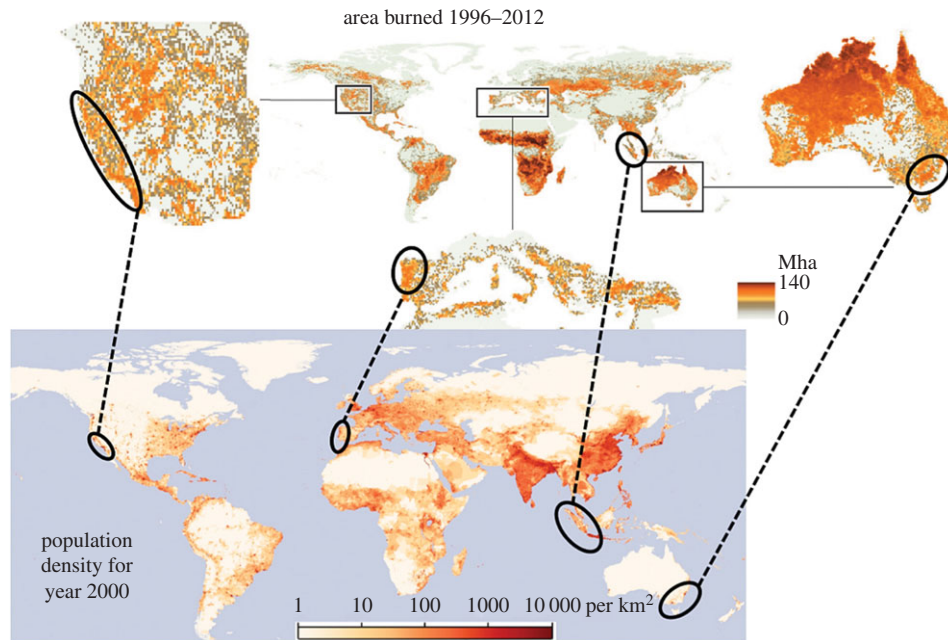 area burned 1996–2012
Mha
140
0
population
density for
year 2000
1 10 100 1000 10 000 per km²